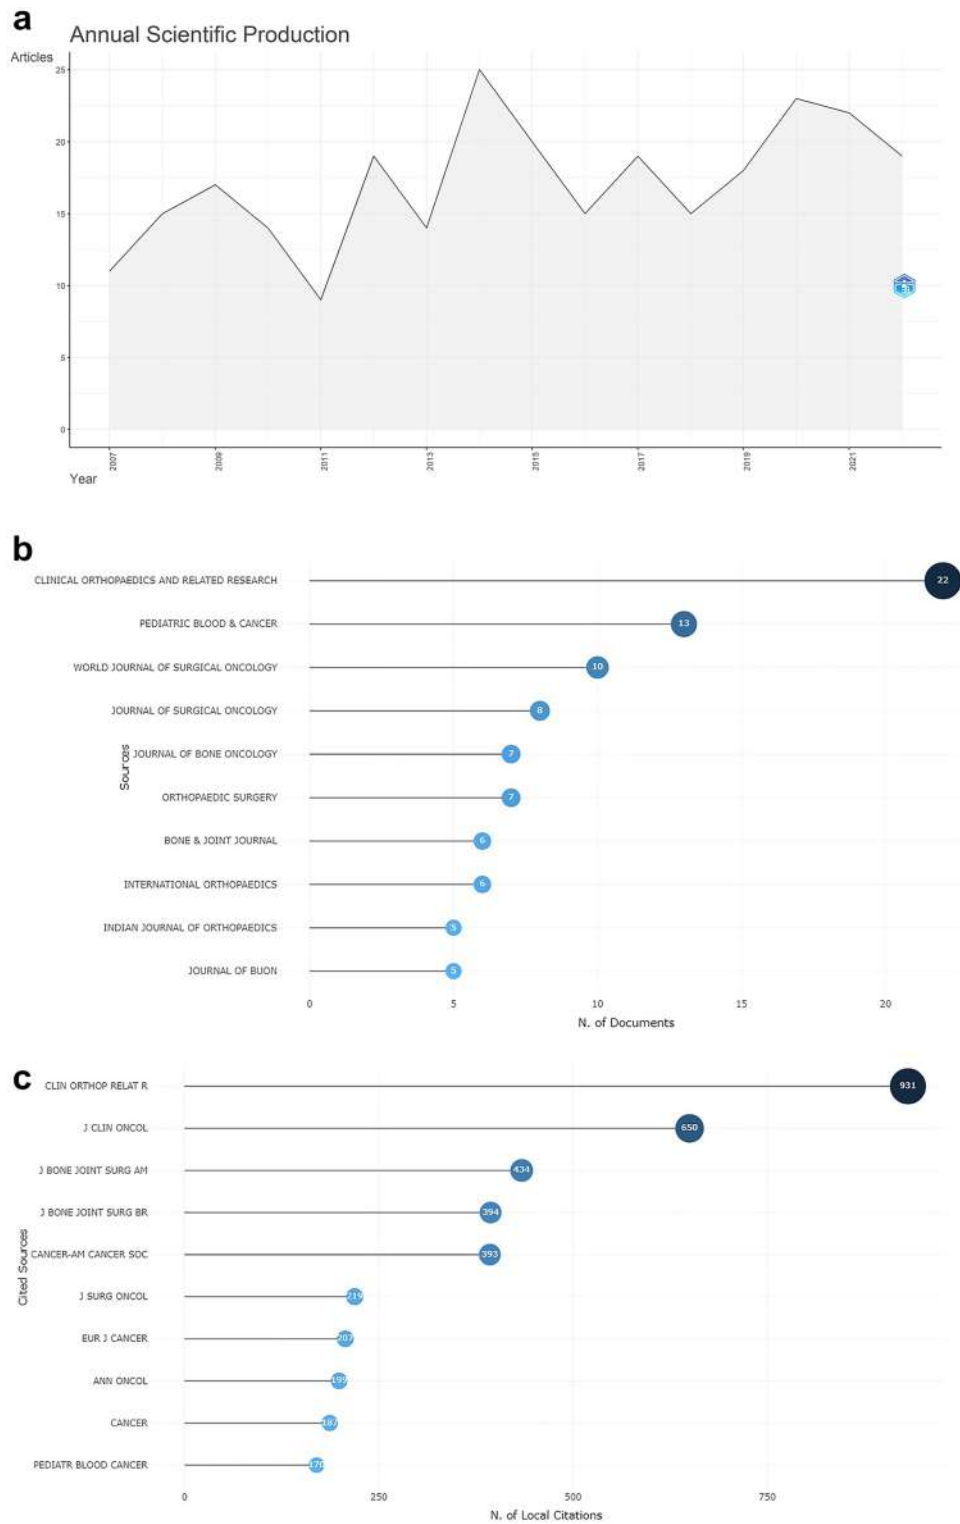 a
Annual Scientific Production
Articles
25
20
15
10
5
0
2007
2009
2011
2013
2015
2017
2019
2021
Year
b
CLINICAL ORTHOPAEDICS AND RELATED RESEARCH 22
PEDIATRIC BLOOD & CANCER 13
WORLD JOURNAL OF SURGICAL ONCOLOGY 10
JOURNAL OF SURGICAL ONCOLOGY 8
Sources
JOURNAL OF BONE ONCOLOGY 7
ORTHOPAEDIC SURGERY 7
BONE & JOINT JOURNAL 6
INTERNATIONAL ORTHOPAEDICS 6
INDIAN JOURNAL OF ORTHOPAEDICS 5
JOURNAL OF BUON 5
0 5 10 15 20
N. of Documents
c
CLIN ORTHOP RELAT R 931
J CLIN ONCOL 650
J BONE JOINT SURG AM 434
J BONE JOINT SURG BR 394
Cited Sources
CANCER-AM CANCER SOC 393
J SURG ONCOL 219
EUR J CANCER 207
ANN ONCOL 199
CANCER 187
PEDIATR BLOOD CANCER 170
0 250 500 750
N. of Local Citations